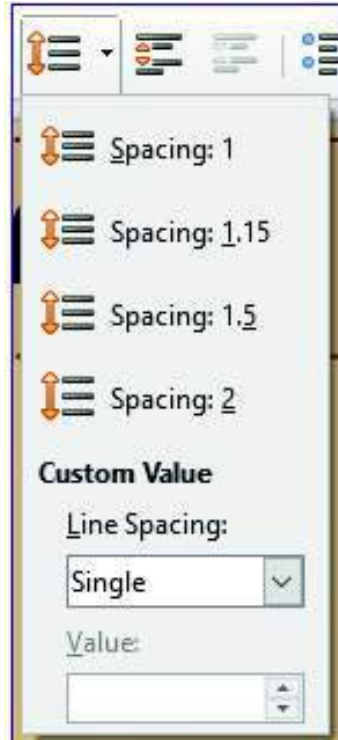 Spacing: 1
Spacing: 1.15
Spacing: 1.5
Spacing: 2
Custom Value
Line Spacing:
Single
Value: